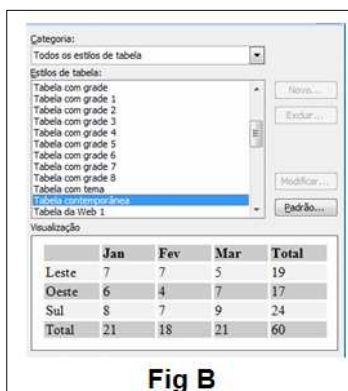 Categoria:
Todos os estilos de tabela
Estilos de tabela:
Tabela com grade
Tabela com grade 1
Tabela com grade 2
Tabela com grade 3
Tabela com grade 4
Tabela com grade 5
Tabela com grade 6
Tabela com grade 7
Tabela com grade 8
Tabela com tema
Tabela contemporânea
Tabela da Web 1
Novo...
Excluir...
Modificar...
Padrão...
Visualização
Jan Fev Mar Total
Leste 7 7 5 19
Oeste 6 4 7 17
Sul 8 7 9 24
Total 21 18 21 60
Fig B